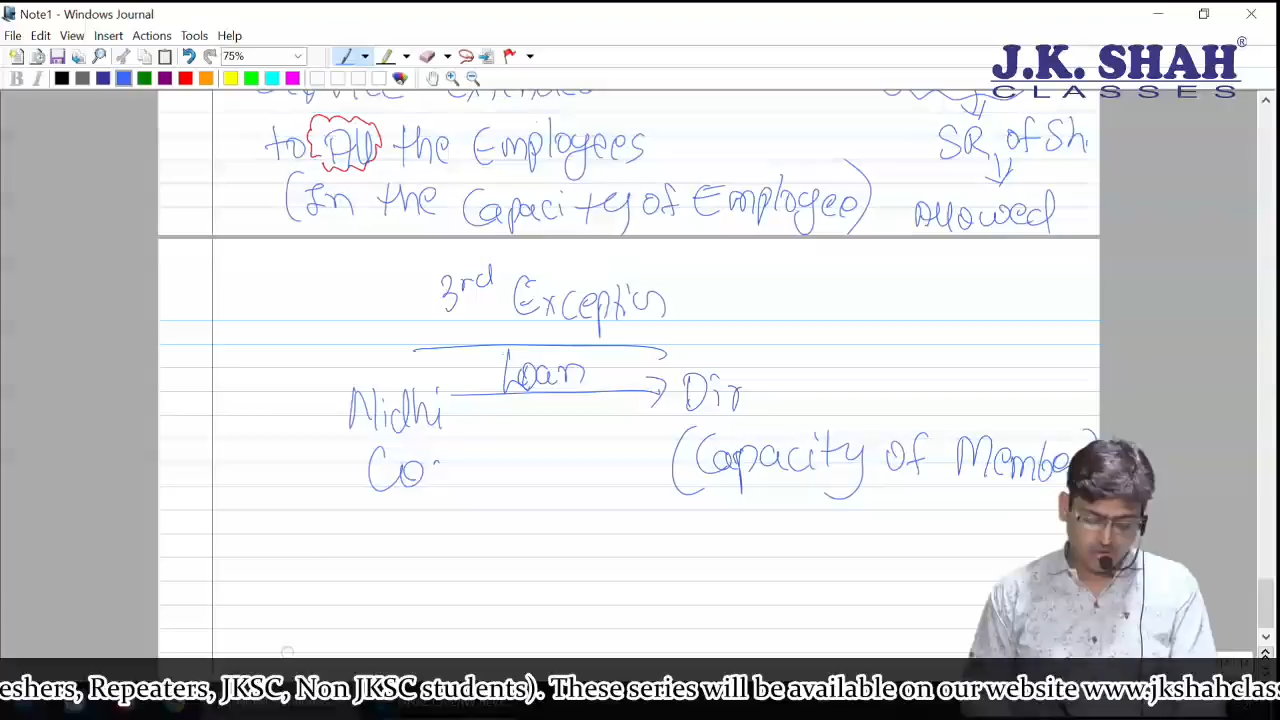 Note1 - Windows Journal
File Edit View Insert Actions Tools Help
75%
J.K. SHAH®
CLASSES
to All the Employees
(In the Capacity of Employee)
SR of Sh.
Allowed
3rd Exception
Loan
Nidhi
Co.
Dir
(Capacity of Member)
eshers, Repeaters, JKSC, Non JKSC students). These series will be available on our website www.jkshahclass